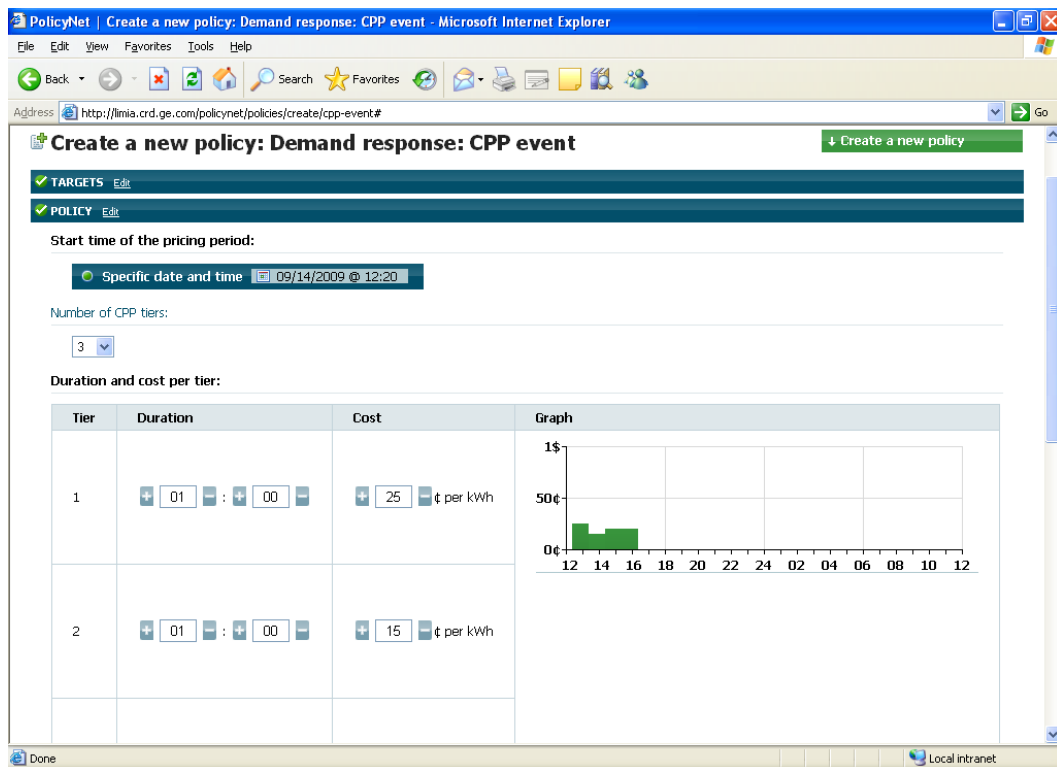 PolicyNet | Create a new policy: Demand response: CPP event - Microsoft Internet Explorer
File Edit View Favorites Tools Help
Back Search Favorites
Address http://limia.crd.ge.com/policynet/policies/create/cpp-event# Go
Create a new policy: Demand response: CPP event
↓ Create a new policy
TARGETS Edit
POLICY Edit
Start time of the pricing period:
Specific date and time 09/14/2009 @ 12:20
Number of CPP tiers:
3
Duration and cost per tier:
Tier Duration Cost Graph
1 + 01 − : + 00 − + 25 − ¢ per kWh
2 + 01 − : + 00 − + 15 − ¢ per kWh
1$
50¢
0¢
12 14 16 18 20 22 24 02 04 06 08 10 12
Done Local intranet